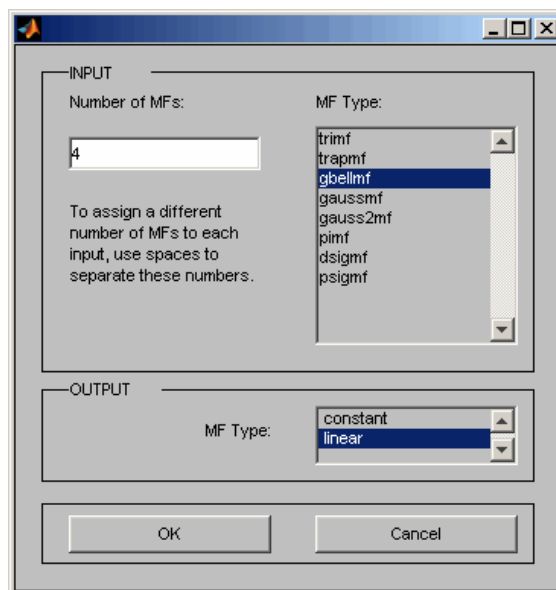 INPUT
Number of MFs:
4
To assign a different
number of MFs to each
input, use spaces to
separate these numbers.
MF Type:
trimf
trapmf
gbellmf
gaussmf
gauss2mf
pimf
dsigmf
psigmf
OUTPUT
MF Type:
constant
linear
OK
Cancel